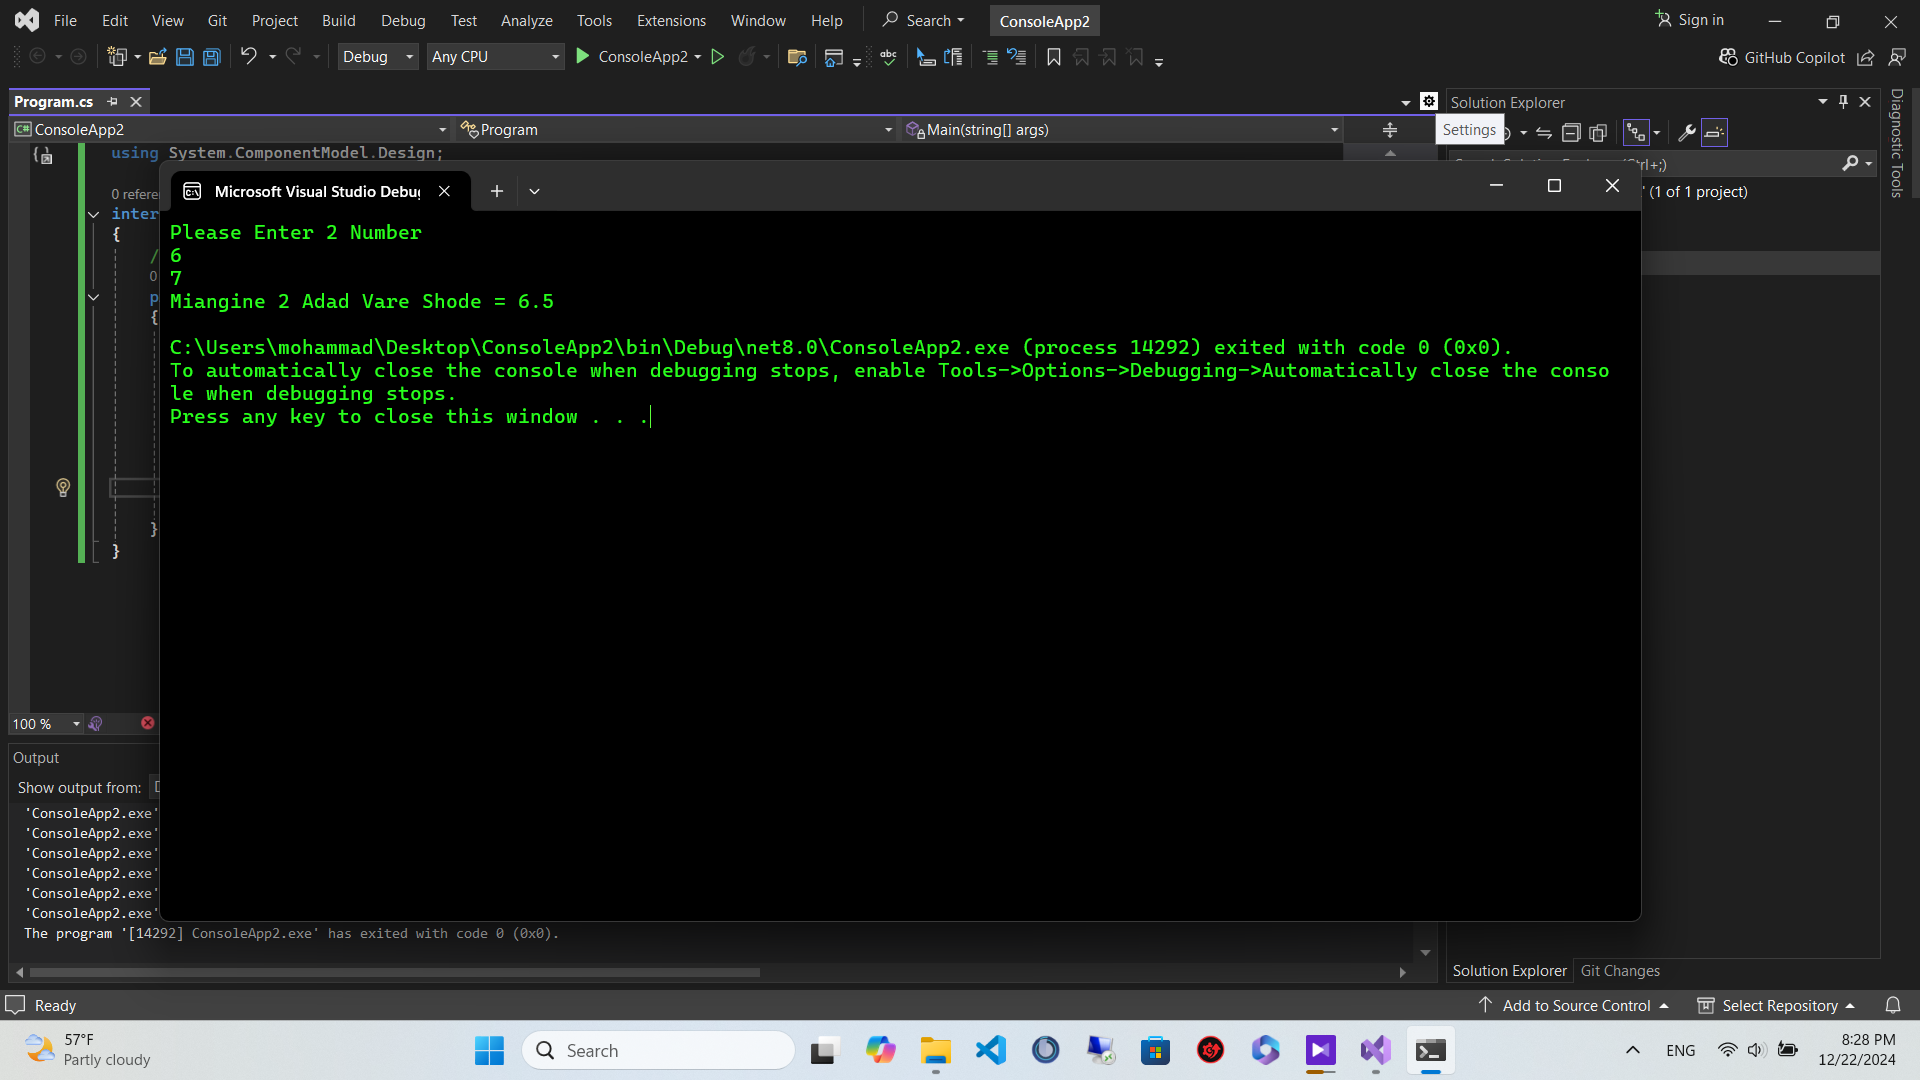 File Edit View Git Project Build Debug Test Analyze Tools Extensions Window Help Search ConsoleApp2 Sign in
Debug Any CPU ConsoleApp2 GitHub Copilot
Program.cs Solution Explorer
ConsoleApp2 Program Main(string[] args) Settings
using System.ComponentModel.Design;
Ctrl+;)
0 refere
inter
Microsoft Visual Studio Debug
(1 of 1 project)
{
/
0
p
{
}
}
Please Enter 2 Number
6
7
Miangine 2 Adad Vare Shode = 6.5
C:\Users\mohammad\Desktop\ConsoleApp2\bin\Debug\net8.0\ConsoleApp2.exe (process 14292) exited with code 0 (0x0).
To automatically close the console when debugging stops, enable Tools->Options->Debugging->Automatically close the conso
le when debugging stops.
Press any key to close this window . . .
Diagnostic Tools
100 %
Output
Show output from:
'ConsoleApp2.exe'
'ConsoleApp2.exe'
'ConsoleApp2.exe'
'ConsoleApp2.exe'
'ConsoleApp2.exe'
'ConsoleApp2.exe'
The program '[14292] ConsoleApp2.exe' has exited with code 0 (0x0).
Solution Explorer Git Changes
Ready Add to Source Control Select Repository
57°F
Partly cloudy
Search
ENG
8:28 PM
12/22/2024